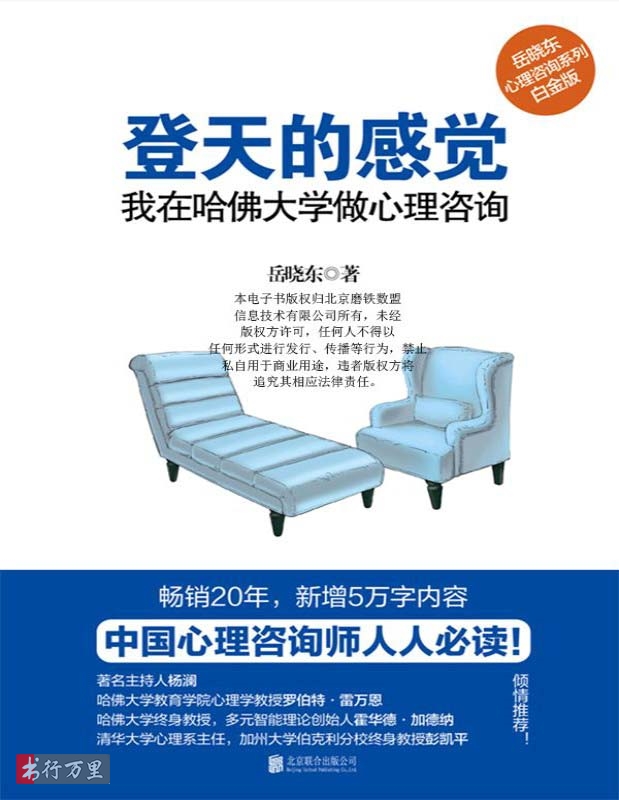 岳晓东
心理咨询系列
白金版
登天的感觉
我在哈佛大学做心理咨询
岳晓东◎著
本电子书版权归北京磨铁数盟
信息技术有限公司所有，未经
版权方许可，任何人不得以
任何形式进行发行、传播等行为，禁止
私自用于商业用途，违者版权方将
追究其相应法律责任。
畅销20年，新增5万字内容
中国心理咨询师人人必读！
著名主持人杨澜
哈佛大学教育学院心理学教授罗伯特·雷万恩
哈佛大学终身教授，多元智能理论创始人霍华德·加德纳
清华大学心理系主任，加州大学伯克利分校终身教授彭凯平
倾情推荐！
书行万里
北京联合出版公司
Beijing United Publishing Co.,Ltd.